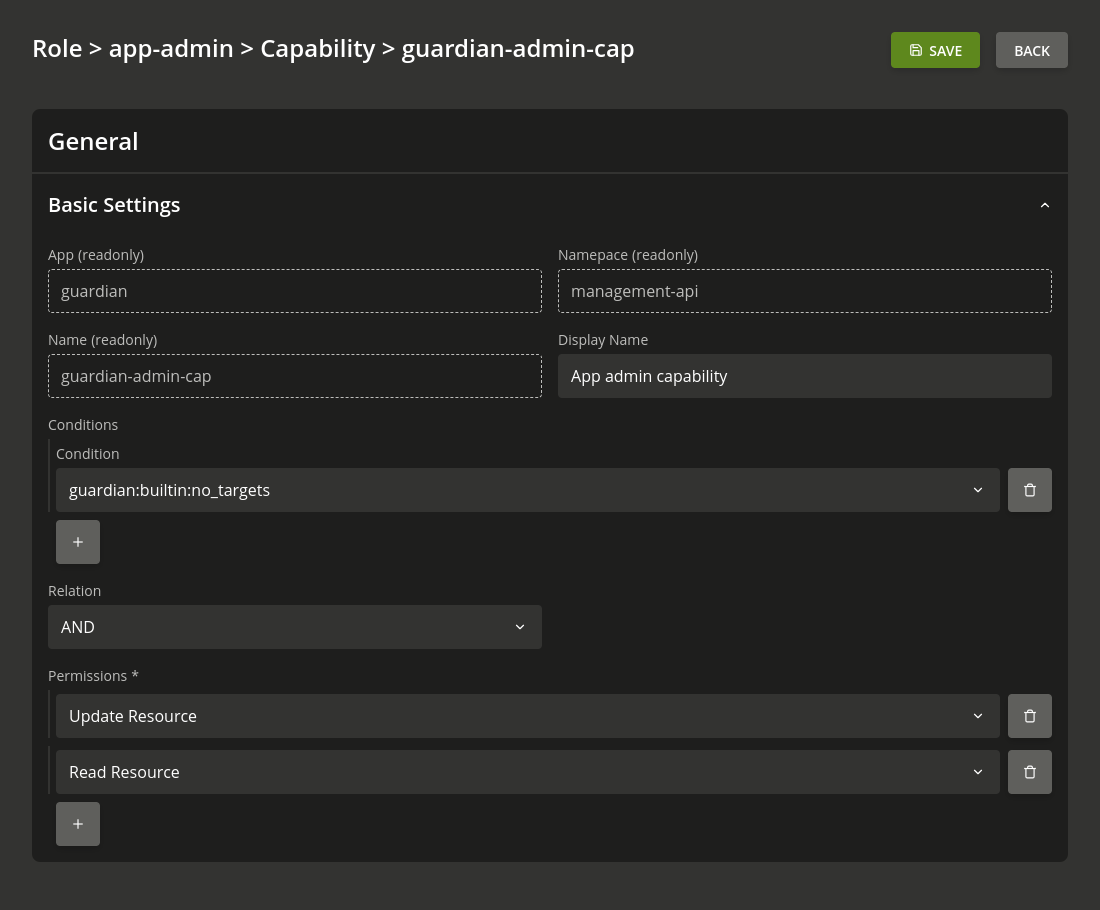 Role > app-admin > Capability > guardian-admin-cap
SAVE
BACK
General
Basic Settings
App (readonly)
Namepace (readonly)
guardian
management-api
Name (readonly)
Display Name
guardian-admin-cap
App admin capability
Conditions
Condition
guardian:builtin:no_targets
+
Relation
AND
Permissions *
Update Resource
Read Resource
+